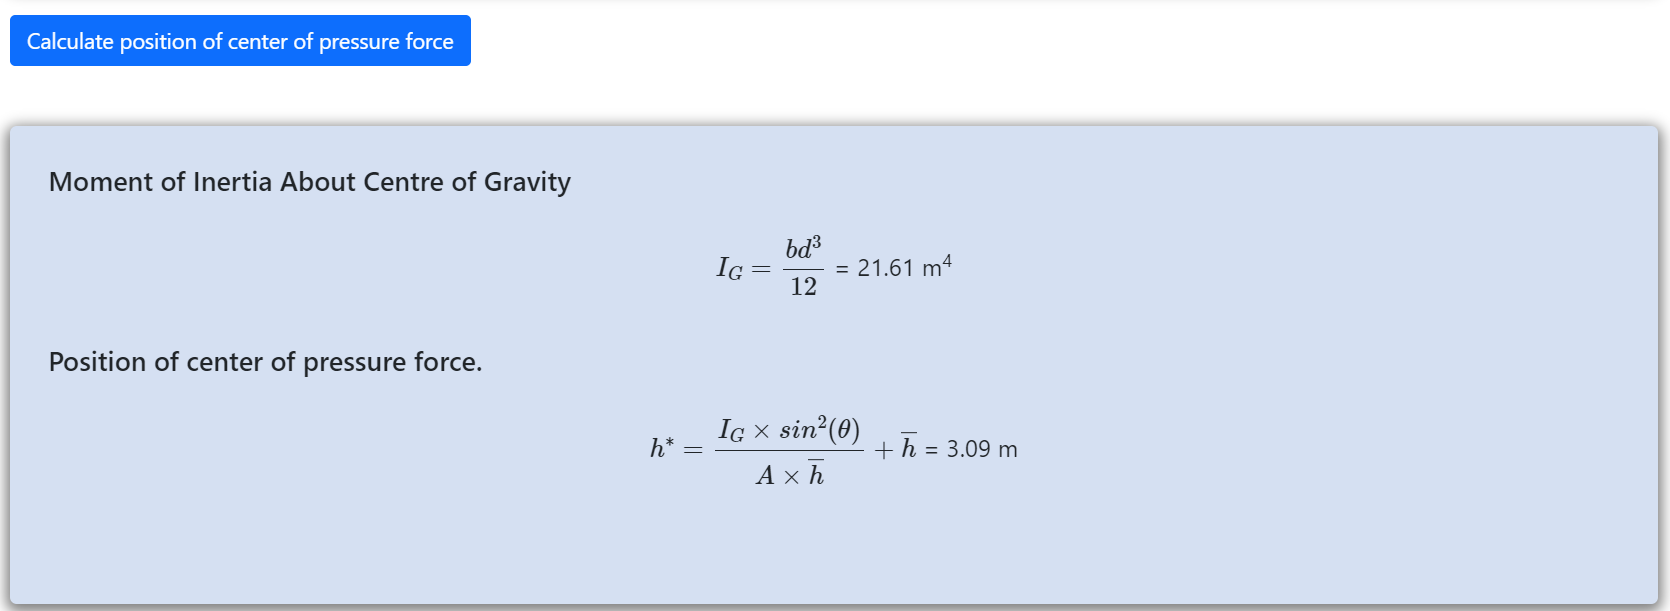 Calculate position of center of pressure force
Moment of Inertia About Centre of Gravity
I_G = \frac{bd^3}{12} = 21.61 m^4
Position of center of pressure force.
h^* = \frac{I_G \times sin^2(\theta)}{A \times \overline{h}} + \overline{h} = 3.09 m